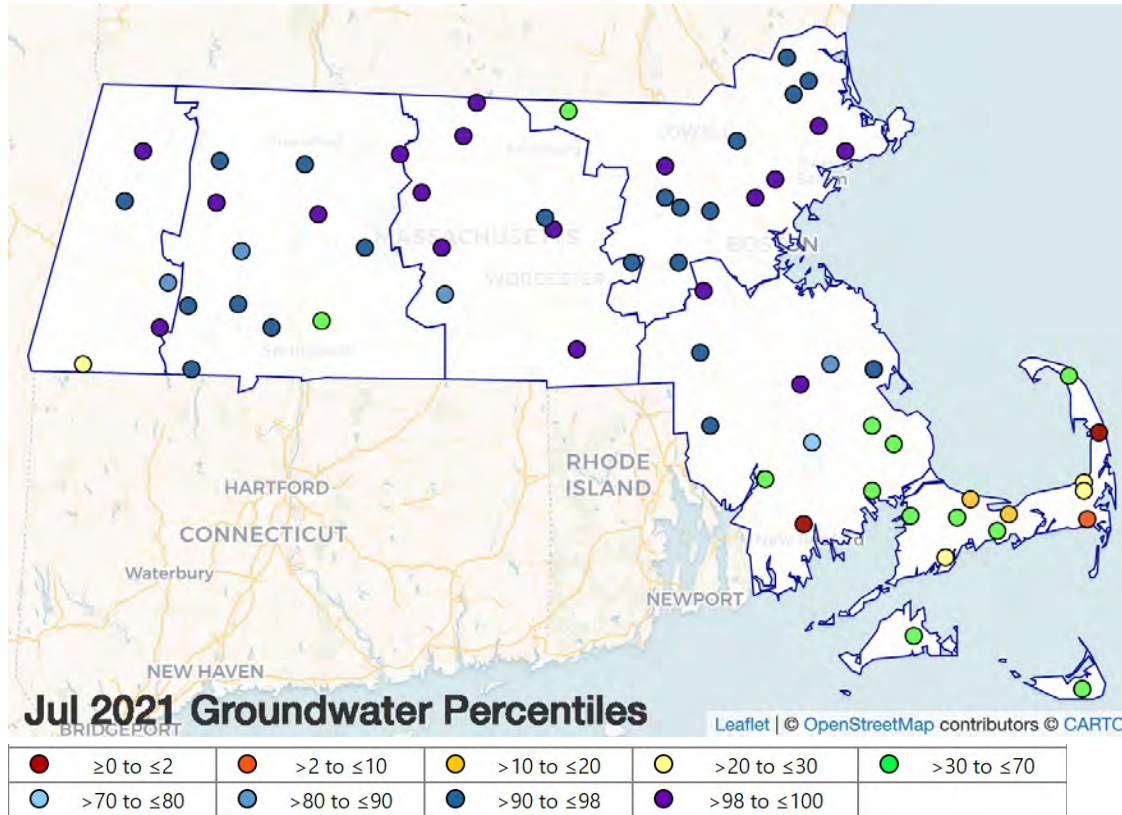 LOWELL
MASSACHUSETTS
BOSTON
WORCESTER
RHODE
ISLAND
HARTFORD
CONNECTICUT
Waterbury
NEWPORT
NEW HAVEN
Jul 2021 Groundwater Percentiles
BRIDGEPORT
Leaflet | © OpenStreetMap contributors © CARTO
≥0 to ≤2 >2 to ≤10 >10 to ≤20 >20 to ≤30 >30 to ≤70
>70 to ≤80 >80 to ≤90 >90 to ≤98 >98 to ≤100